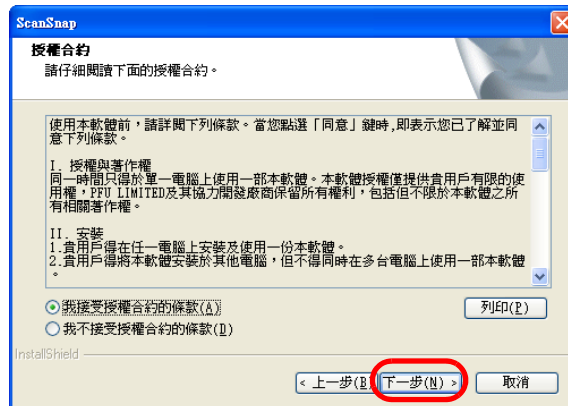 ScanSnap
授權合約
請仔細閱讀下面的授權合約。
使用本軟體前，請詳閱下列條款。當您點選「同意」鍵時,即表示您已了解並同
意下列條款。
I. 授權與著作權
同一時間只得於單一電腦上使用一部本軟體。本軟體授權僅提供貴用戶有限的使
用權，PFU LIMITED及其協力開發廠商保留所有權利，包括但不限於本軟體之所
有相關著作權。
II. 安裝
1.貴用戶得在任一電腦上安裝及使用一份本軟體。
2.貴用戶得將本軟體安裝於其他電腦，但不得同時在多台電腦上使用一部本軟體
。
我接受授權合約的條款(A)
列印(P)
我不接受授權合約的條款(D)
InstallShield
< 上一步(B
下一步(N) >
取消